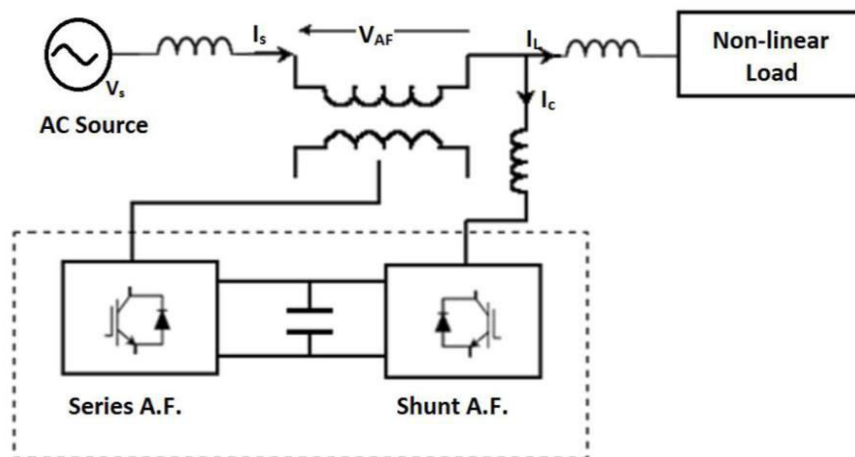 Is
VAF
IL
Non-linear
Load
Vs
AC Source
Ic
Series A.F.
Shunt A.F.